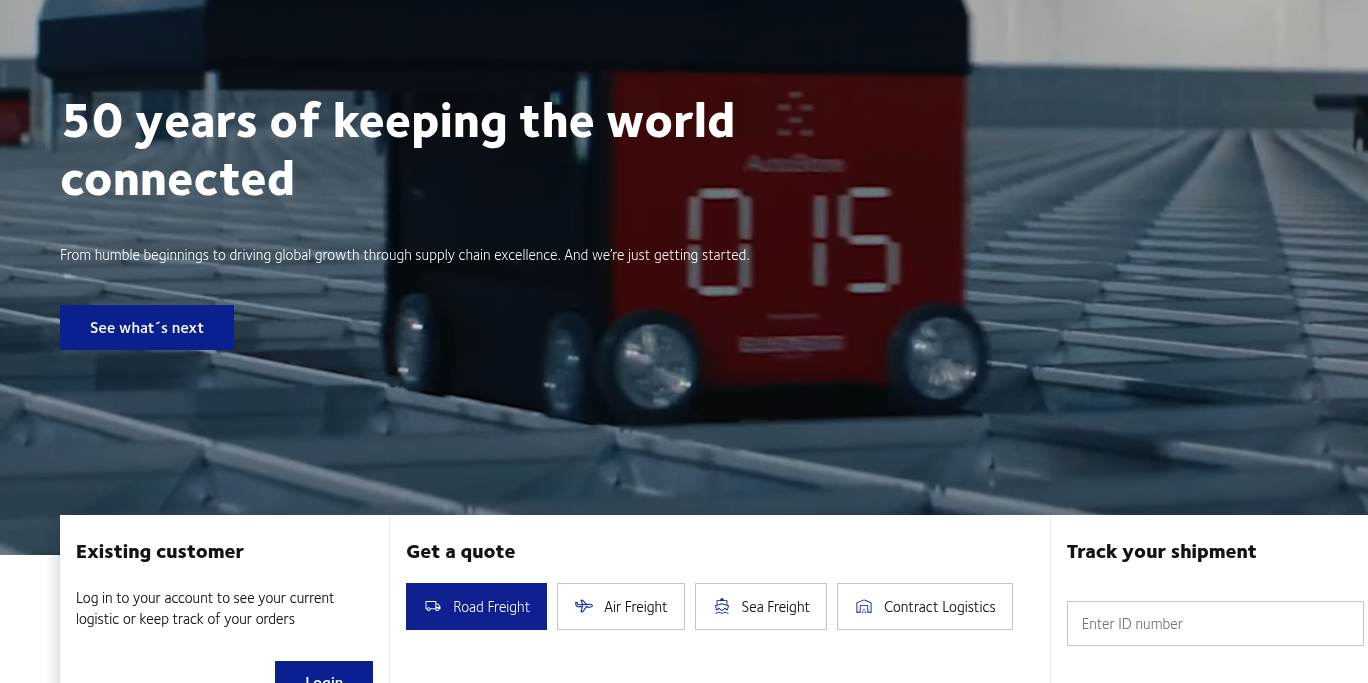 50 years of keeping the world
connected
AutoStore
015
From humble beginnings to driving global growth through supply chain excellence. And we're just getting started.
See what´s next
Existing customer
Log in to your account to see your current
logistic or keep track of your orders
Login
Get a quote
Road Freight
Air Freight
Sea Freight
Contract Logistics
Track your shipment
Enter ID number